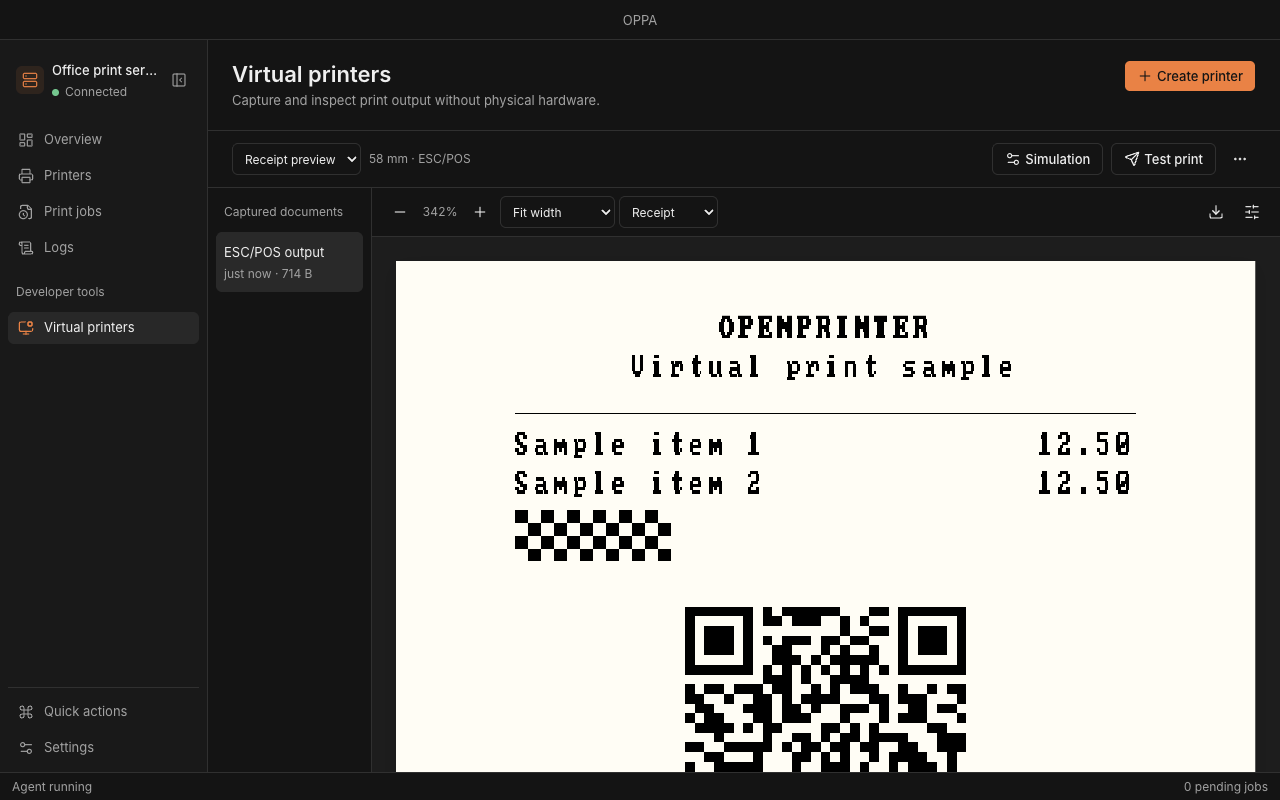 OPPA
Office print ser...
Connected
Overview
Printers
Print jobs
Logs
Developer tools
Virtual printers
Quick actions
Settings
Virtual printers
Capture and inspect print output without physical hardware.
Create printer
Receipt preview
58 mm · ESC/POS
Simulation
Test print
Captured documents
ESC/POS output
just now · 714 B
342%
Fit width
Receipt
OPENPRINTER
Virtual print sample
Sample item 1 12.50
Sample item 2 12.50
Agent running
0 pending jobs